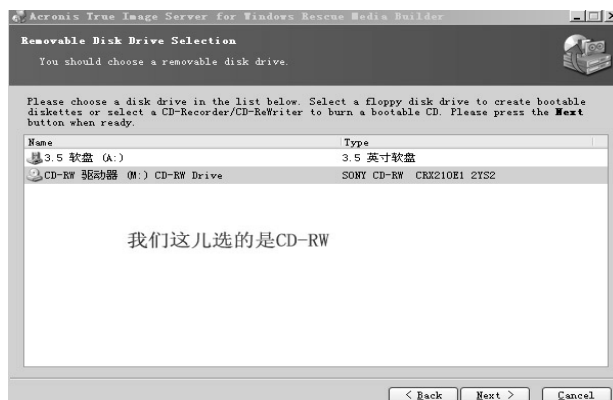 Acronis True Image Server for Windows Rescue Media Builder
Removable Disk Drive Selection
You should choose a removable disk drive.
Please choose a disk drive in the list below. Select a floppy disk drive to create bootable
diskettes or select a CD-Recorder/CD-ReWriter to burn a bootable CD. Please press the Next
button when ready.
Name Type
3.5 软盘 (A:) 3.5 英寸软盘
CD-RW 驱动器 (M:) CD-RW Drive SONY CD-RW CRX210E1 2YS2
我们这儿选的是CD-RW
< Back Next > Cancel